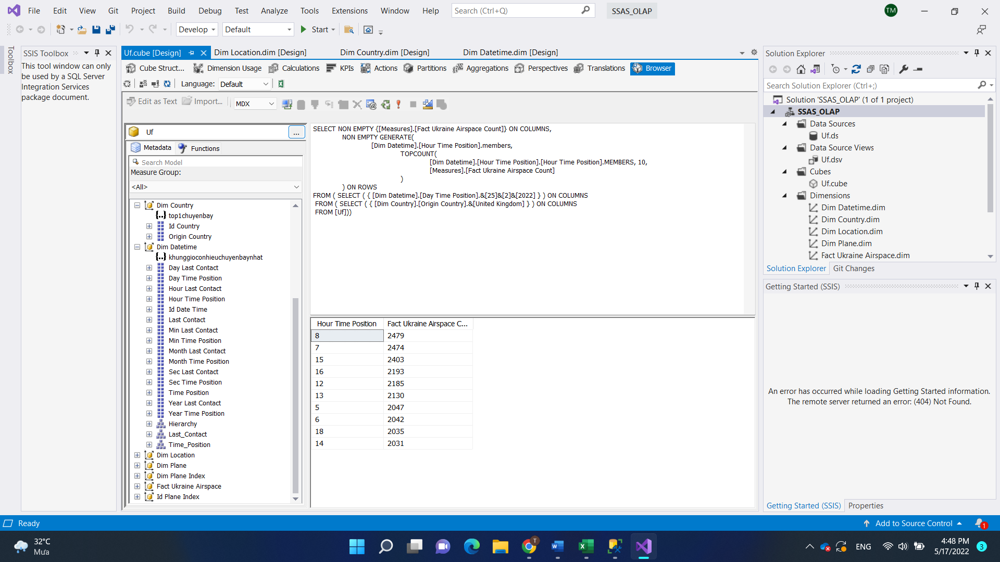 File Edit View Git Project Build Debug Test Analyze Tools Extensions Window Help Search (Ctrl+Q) SSAS_OLAP TM
Develop Default Start
Toolbox
SSIS Toolbox
This tool window can only
be used by a SQL Server
Integration Services
package document.
Uf.cube [Design] Dim Location.dim [Design] Dim Country.dim [Design] Dim Datetime.dim [Design]
Cube Struct... Dimension Usage Calculations KPIs Actions Partitions Aggregations Perspectives Translations Browser
Language: Default
Edit as Text Import... MDX
Uf ...
Metadata Functions
Search Model
Measure Group:
<All>
Dim Country
top1chuyenbay
Id Country
Origin Country
Dim Datetime
khunggioconhieuchuyenbaynhat
Day Last Contact
Day Time Position
Hour Last Contact
Hour Time Position
Id Date Time
Last Contact
Min Last Contact
Min Time Position
Month Last Contact
Month Time Position
Sec Last Contact
Sec Time Position
Time Position
Year Last Contact
Year Time Position
Hierarchy
Last_Contact
Time_Position
Dim Location
Dim Plane
Dim Plane Index
Fact Ukraine Airspace
Id Plane Index
SELECT NON EMPTY {[Measures].[Fact Ukraine Airspace Count]} ON COLUMNS,
NON EMPTY GENERATE(
[Dim Datetime].[Hour Time Position].members,
TOPCOUNT(
[Dim Datetime].[Hour Time Position].[Hour Time Position].MEMBERS, 10,
[Measures].[Fact Ukraine Airspace Count]
)
) ON ROWS
FROM ( SELECT ( { [Dim Datetime].[Day Time Position].&[25]&[2]&[2022] } ) ON COLUMNS
FROM ( SELECT ( { [Dim Country].[Origin Country].&[United Kingdom] } ) ON COLUMNS
FROM [Uf]))
Hour Time Position Fact Ukraine Airspace C...
8 2479
7 2474
15 2403
16 2193
12 2185
13 2130
5 2047
6 2042
18 2035
14 2031
Solution Explorer
Search Solution Explorer (Ctrl+;)
Solution 'SSAS_OLAP' (1 of 1 project)
SSAS_OLAP
Data Sources
Uf.ds
Data Source Views
Uf.dsv
Cubes
Uf.cube
Dimensions
Dim Datetime.dim
Dim Country.dim
Dim Location.dim
Dim Plane.dim
Fact Ukraine Airspace.dim
Solution Explorer Git Changes
Getting Started (SSIS)
An error has occurred while loading Getting Started information.
The remote server returned an error: (404) Not Found.
Getting Started (SSIS) Properties
Ready Add to Source Control 1
32°C
Mưa
T
ENG
4:48 PM
5/17/2022
3